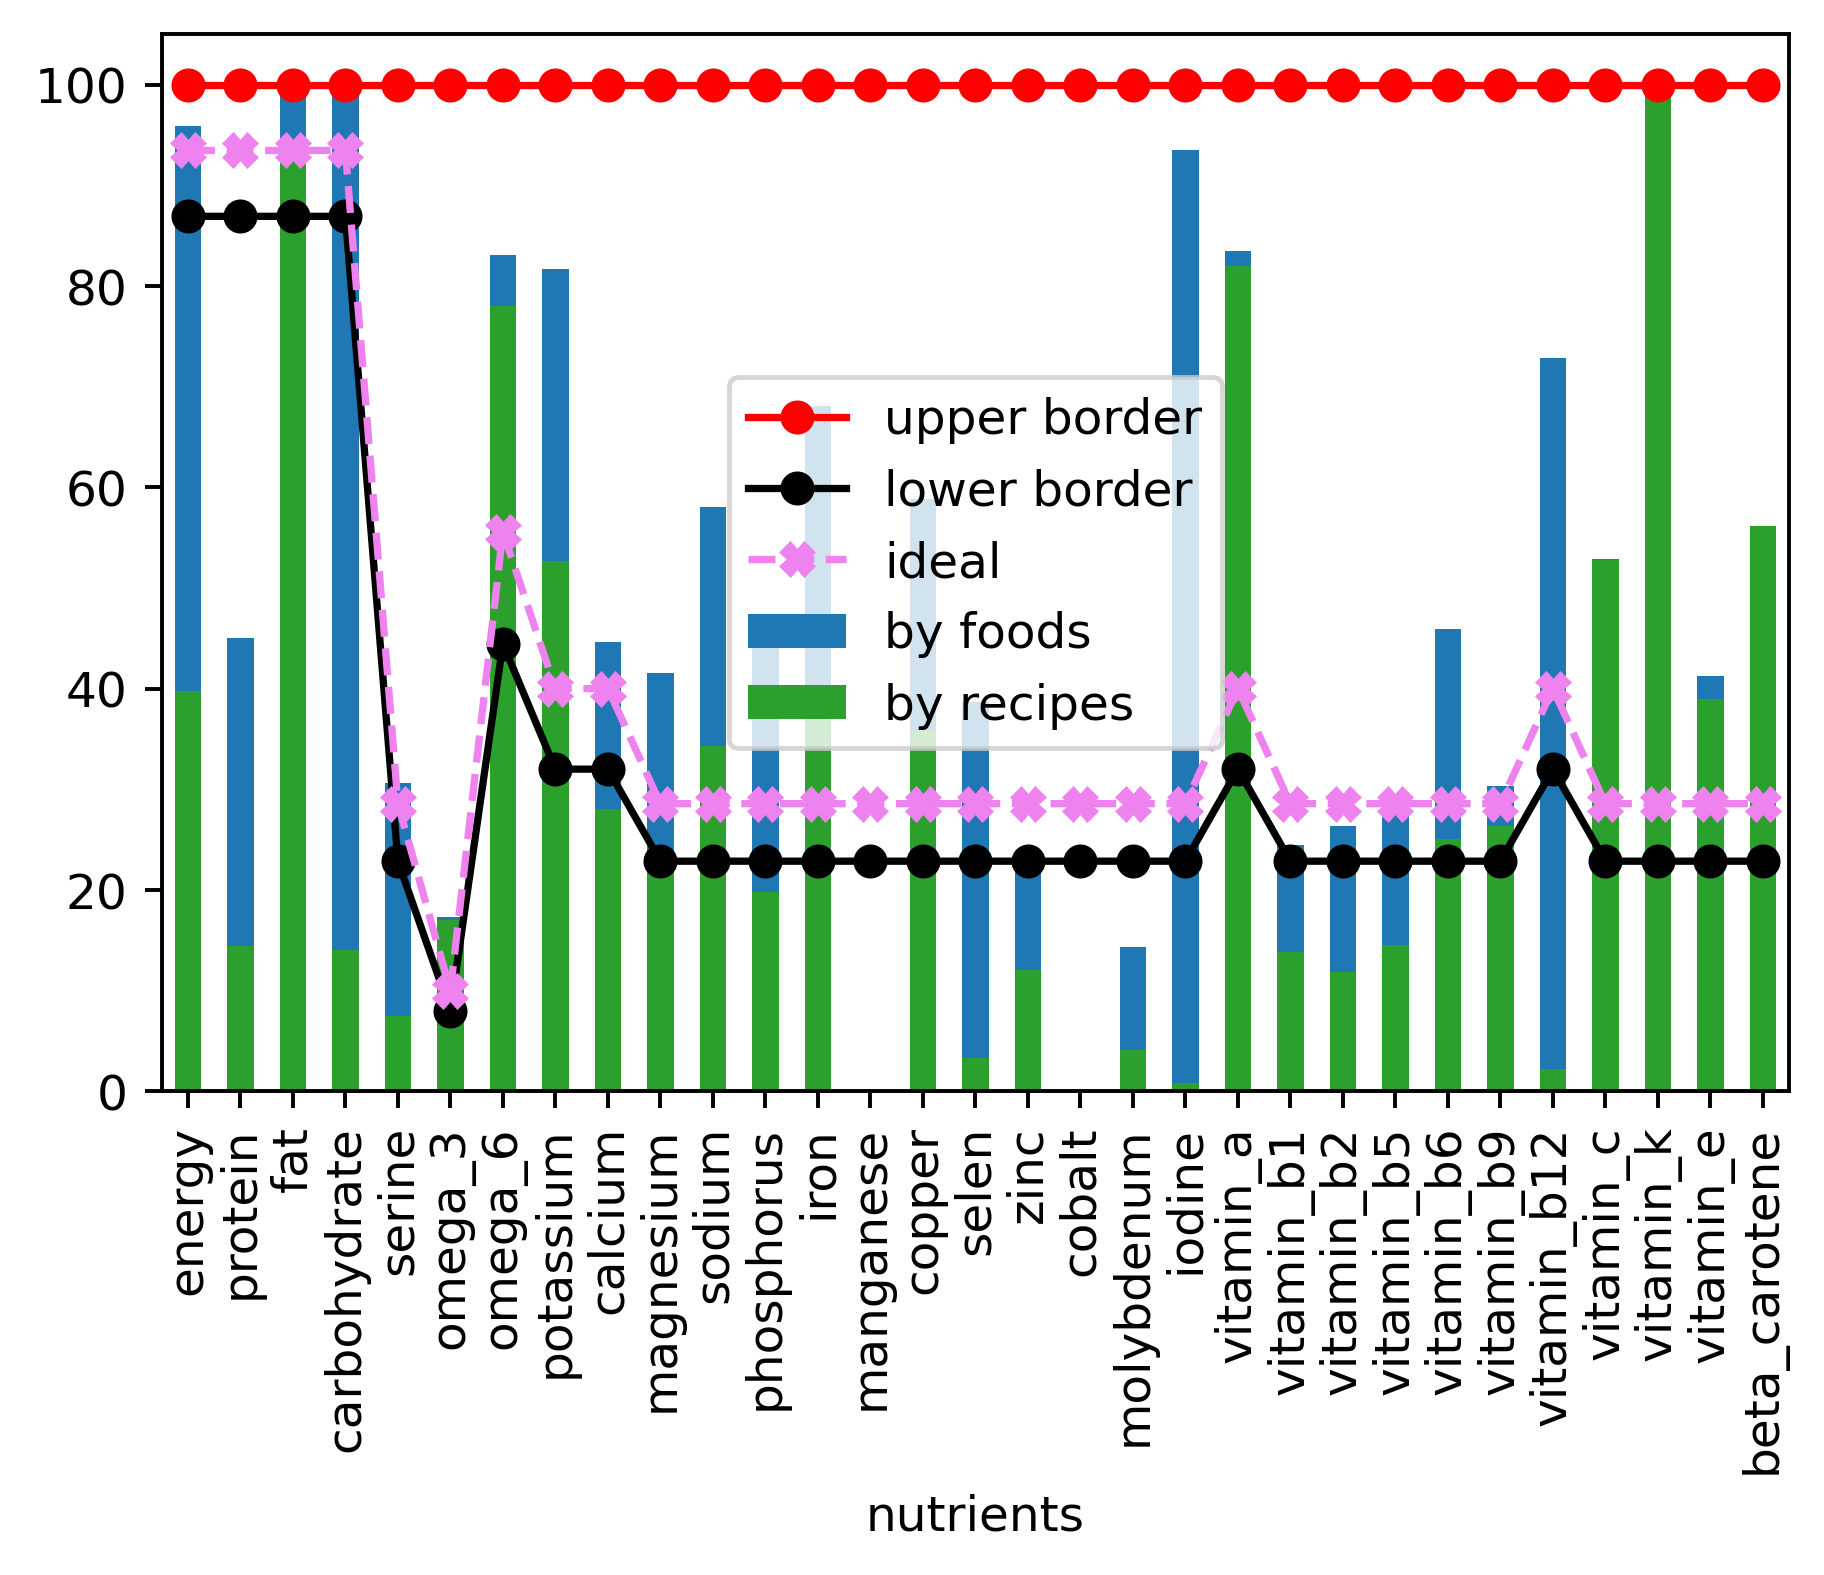 100
80
60
40
20
0
upper border
lower border
ideal
by foods
by recipes
energy
protein
fat
carbohydrate
serine
omega_3
omega_6
potassium
calcium
magnesium
sodium
phosphorus
iron
manganese
copper
selen
zinc
cobalt
molybdenum
iodine
vitamin_a
vitamin_b1
vitamin_b2
vitamin_b5
vitamin_b6
vitamin_b9
vitamin_b12
vitamin_c
vitamin_k
vitamin_e
beta_carotene
nutrients